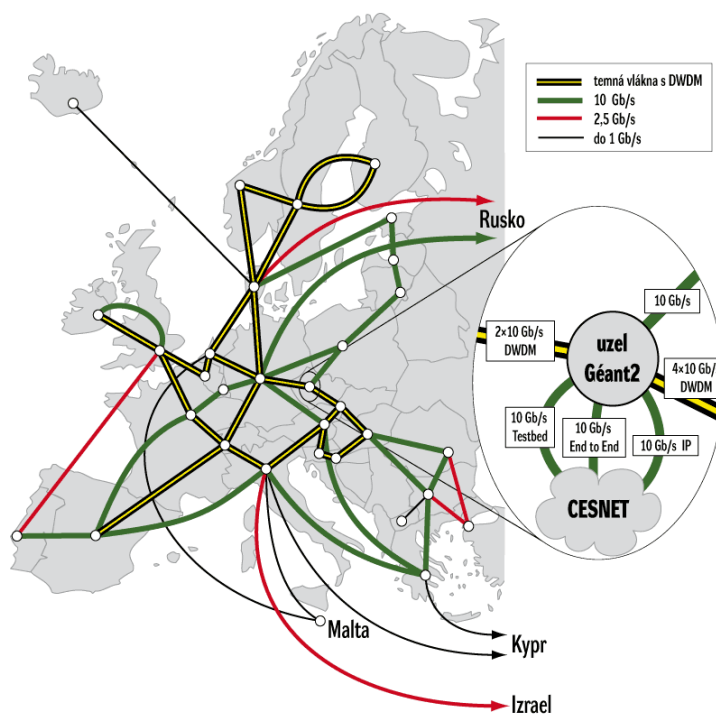 temná vlákna s DWDM
10 Gb/s
2,5 Gb/s
do 1 Gb/s
Rusko
10 Gb/s
2×10 Gb/s
DWDM
uzel
Géant2
4×10 Gb/
DWDM
10 Gb/s
Testbed
10 Gb/s
End to End
10 Gb/s IP
CESNET
Malta
Kypr
Izrael